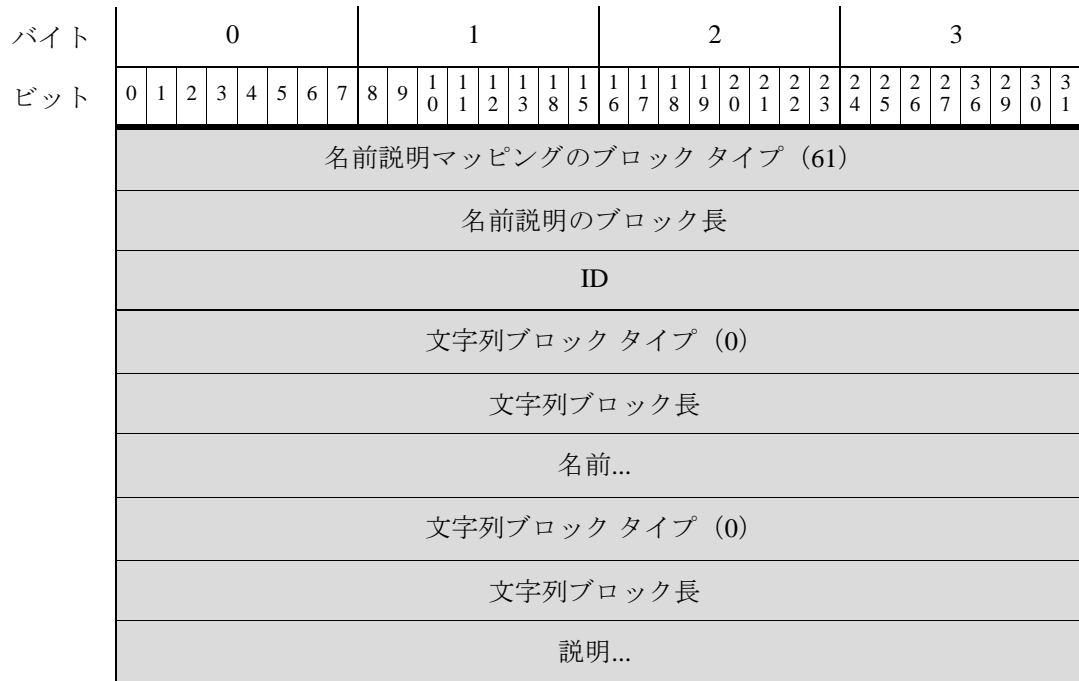 バイト 0 1 2 3
ビット 0 1 2 3 4 5 6 7 8 9 10 11 12 13 18 15 16 17 18 19 20 21 22 23 24 25 26 27 36 29 30 31
名前説明マッピングのブロック タイプ（61）
名前説明のブロック長
ID
文字列ブロック タイプ（0）
文字列ブロック長
名前...
文字列ブロック タイプ（0）
文字列ブロック長
説明...